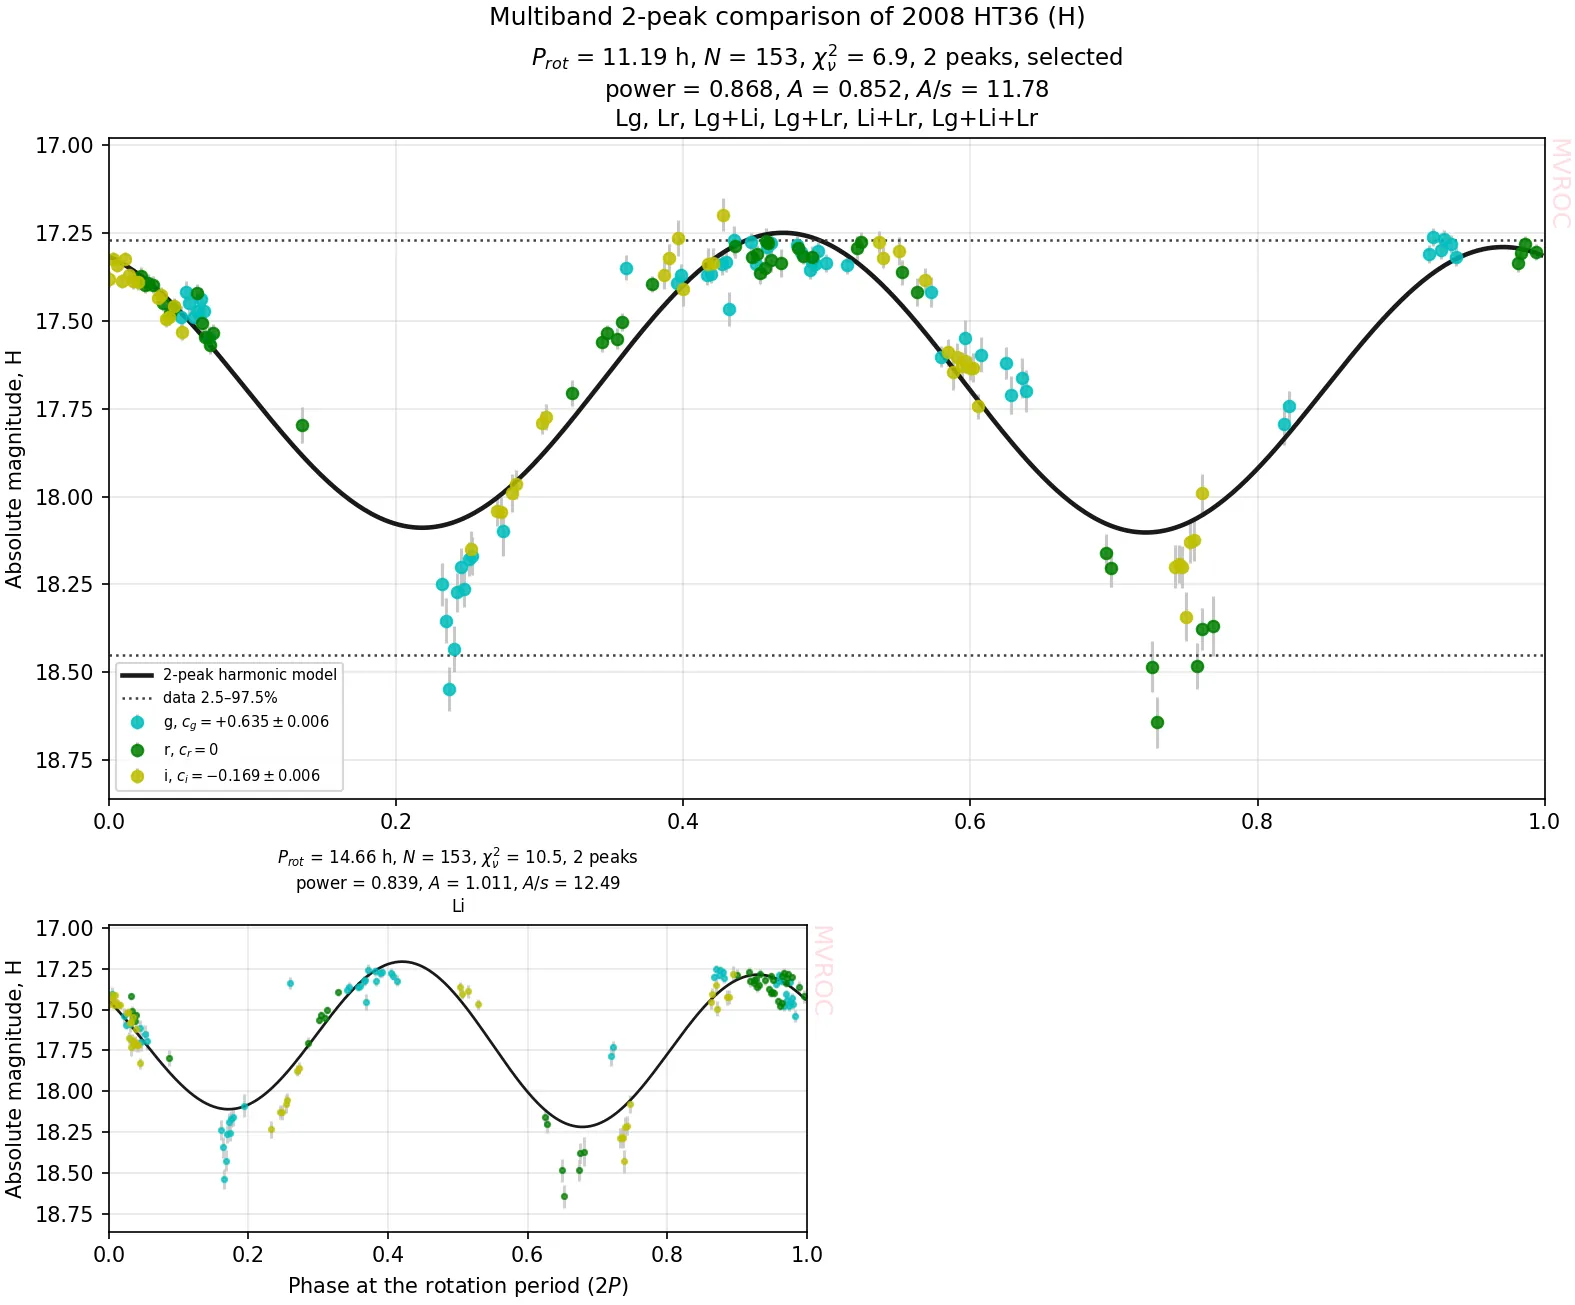 Multiband 2-peak comparison of 2008 HT36 (H)
P_rot = 11.19 h, N = 153, χ²_ν = 6.9, 2 peaks, selected
power = 0.868, A = 0.852, A/s = 11.78
Lg, Lr, Lg+Li, Lg+Lr, Li+Lr, Lg+Li+Lr
MVROC
Absolute magnitude, H
17.00
17.25
17.50
17.75
18.00
18.25
18.50
18.75
2-peak harmonic model
data 2.5–97.5%
g, c_g = +0.635 ± 0.006
r, c_r = 0
i, c_i = −0.169 ± 0.006
0.0 0.2 0.4 0.6 0.8 1.0
P_rot = 14.66 h, N = 153, χ²_ν = 10.5, 2 peaks
power = 0.839, A = 1.011, A/s = 12.49
Li
MVROC
Absolute magnitude, H
17.00
17.25
17.50
17.75
18.00
18.25
18.50
18.75
0.0 0.2 0.4 0.6 0.8 1.0
Phase at the rotation period (2P)